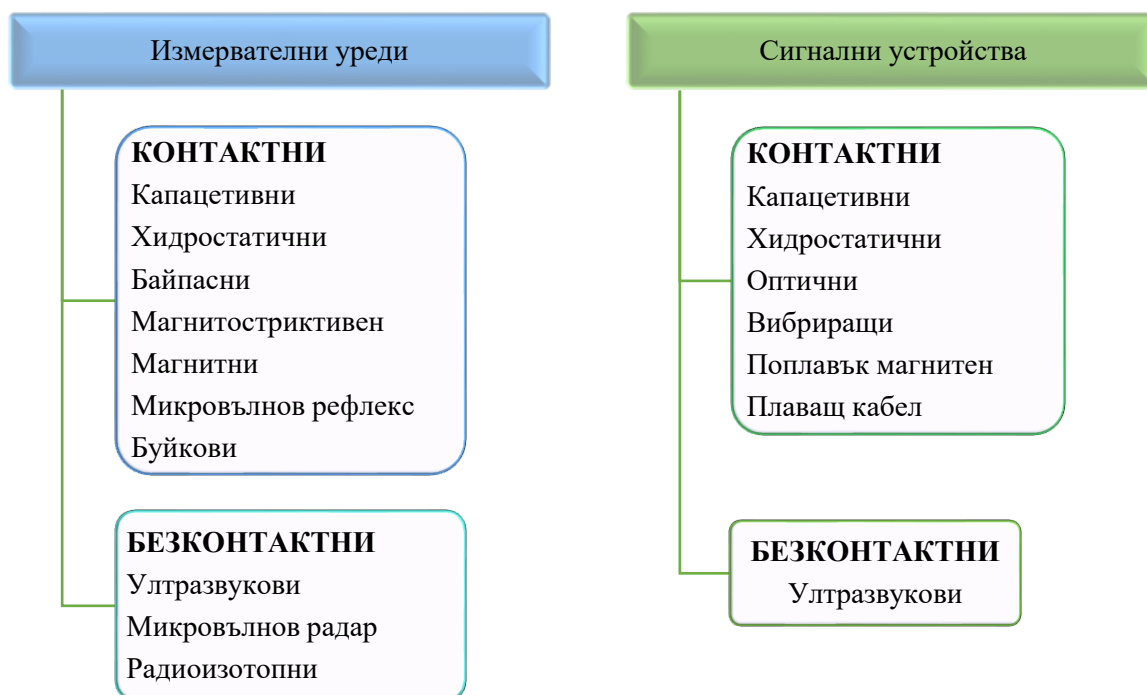 Измервателни уреди
КОНТАКТНИ
Капацетивни
Хидростатични
Байпасни
Магнитостриктивен
Магнитни
Микровълнов рефлекс
Буйкови
БЕЗКОНТАКТНИ
Ултразвукови
Микровълнов радар
Радиоизотопни
Сигнални устройства
КОНТАКТНИ
Капацетивни
Хидростатични
Оптични
Вибриращи
Поплавък магнитен
Плаващ кабел
БЕЗКОНТАКТНИ
Ултразвукови